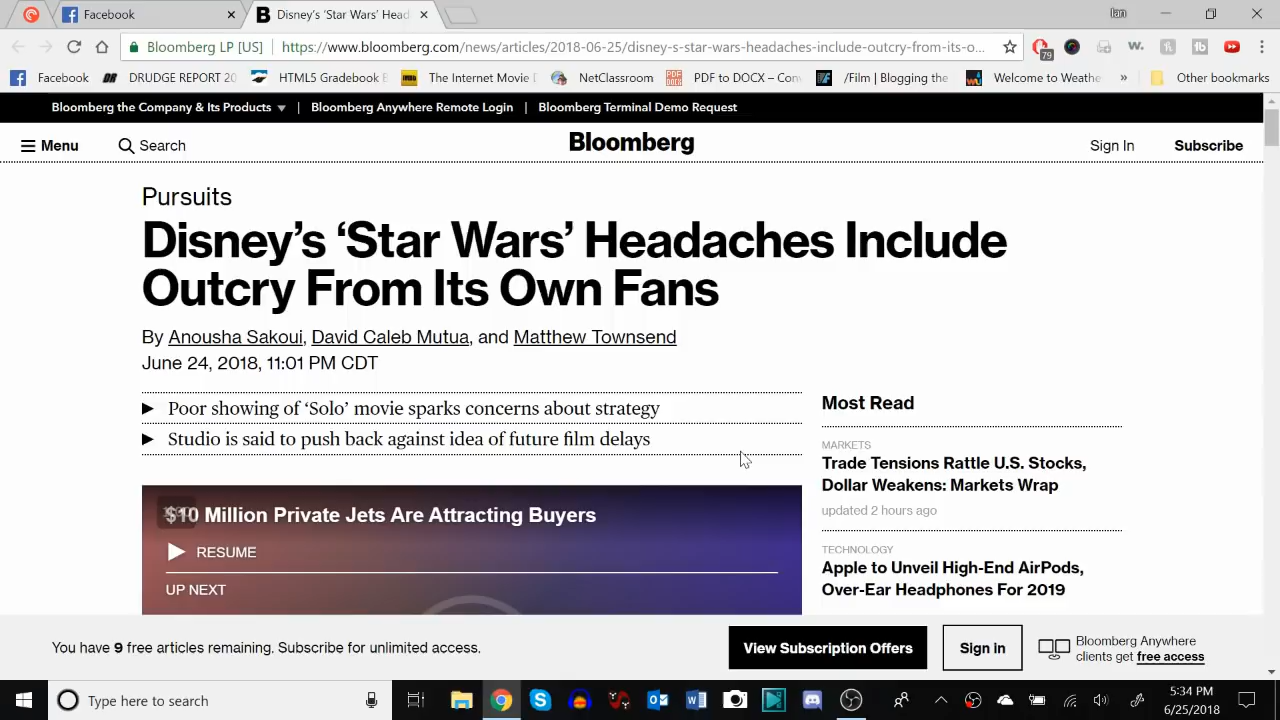 Facebook
Disney's 'Star Wars' Head
Ian
Bloomberg LP [US]
https://www.bloomberg.com/news/articles/2018-06-25/disney-s-star-wars-headaches-include-outcry-from-its-o...
79
Facebook
DRUDGE REPORT 20
HTML5 Gradebook
The Internet Movie D
NetClassroom
PDF to DOCX – Con
/Film | Blogging the
Welcome to Weathe
»
Other bookmarks
Bloomberg the Company & Its Products | Bloomberg Anywhere Remote Login | Bloomberg Terminal Demo Request
Menu
Search
Bloomberg
Sign In
Subscribe
Pursuits
Disney's 'Star Wars' Headaches Include
Outcry From Its Own Fans
By Anousha Sakoui, David Caleb Mutua, and Matthew Townsend
June 24, 2018, 11:01 PM CDT
Poor showing of 'Solo' movie sparks concerns about strategy
Studio is said to push back against idea of future film delays
$10 Million Private Jets Are Attracting Buyers
RESUME
UP NEXT
Most Read
MARKETS
Trade Tensions Rattle U.S. Stocks,
Dollar Weakens: Markets Wrap
updated 2 hours ago
TECHNOLOGY
Apple to Unveil High-End AirPods,
Over-Ear Headphones For 2019
You have 9 free articles remaining. Subscribe for unlimited access.
View Subscription Offers
Sign in
Bloomberg Anywhere
clients get free access
Type here to search
5:34 PM
6/25/2018